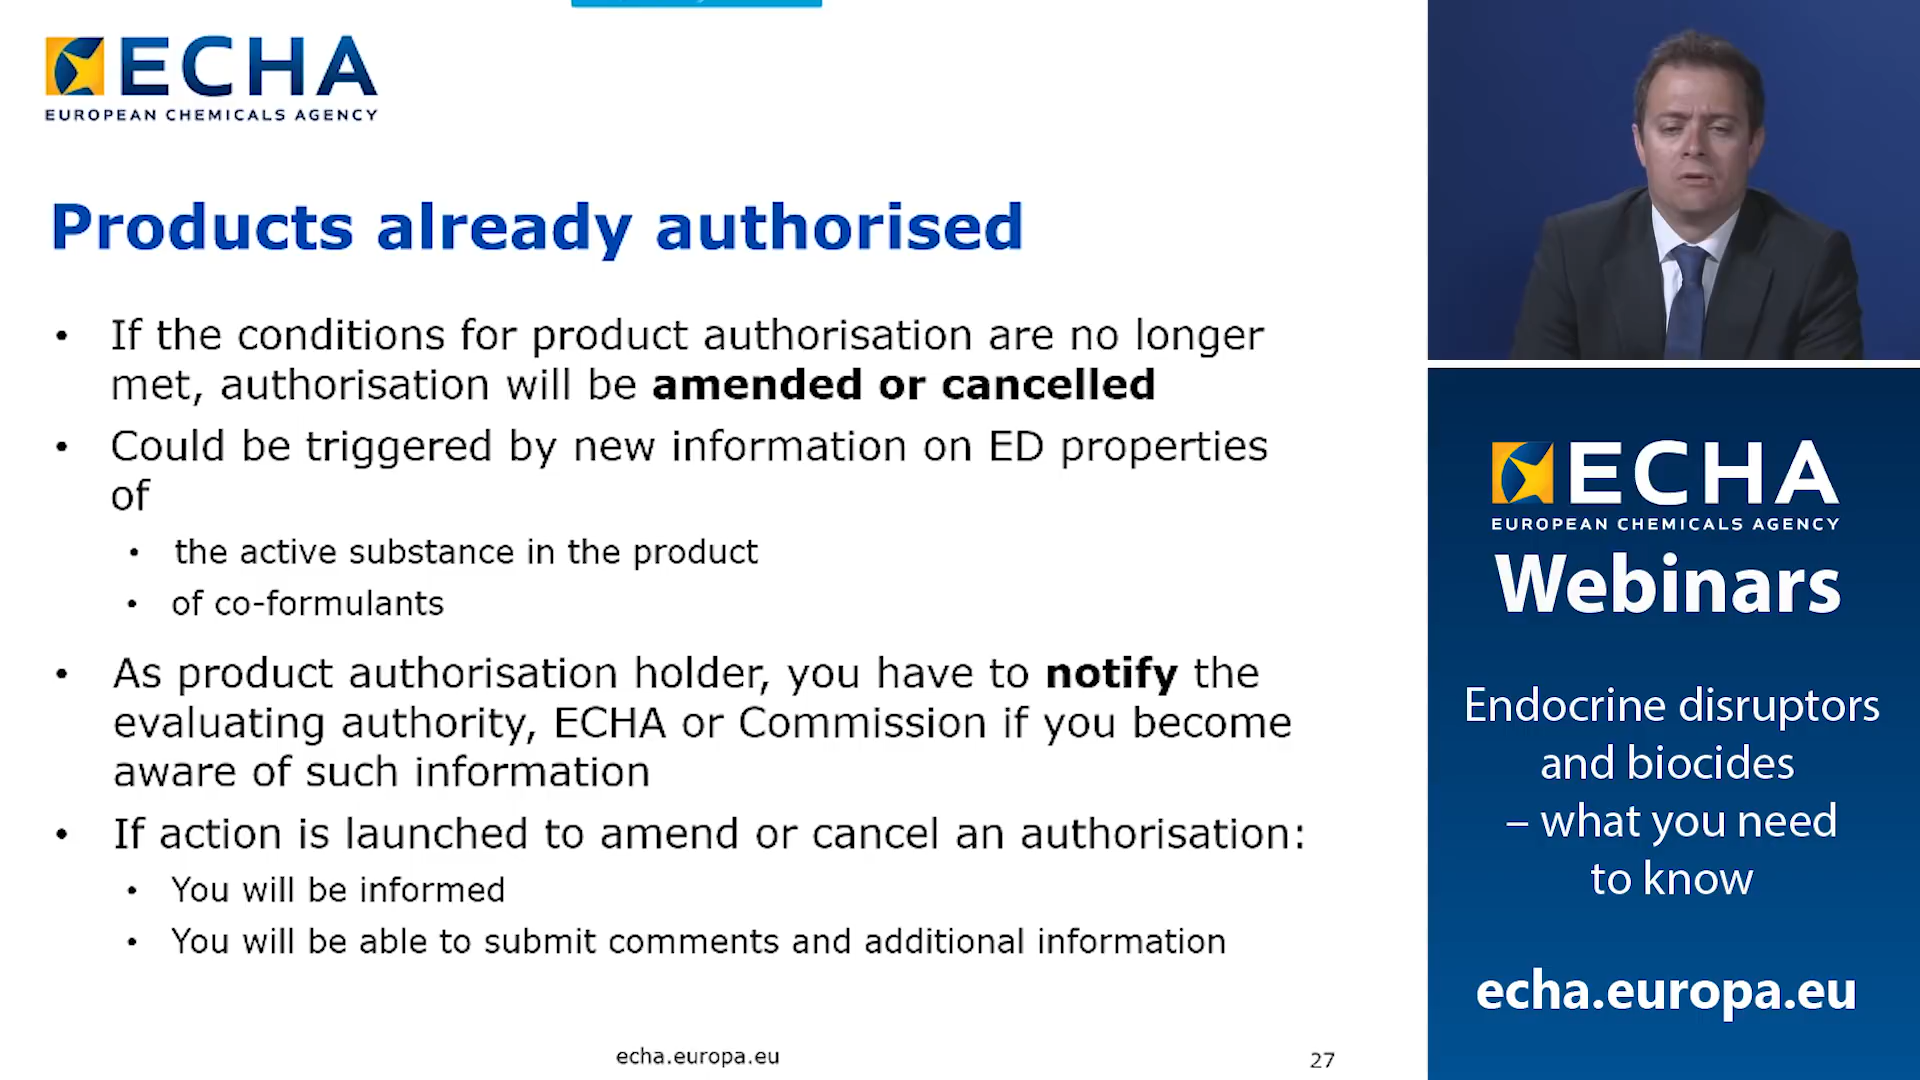 ECHA
EUROPEAN CHEMICALS AGENCY
Products already authorised
• If the conditions for product authorisation are no longer
met, authorisation will be amended or cancelled
• Could be triggered by new information on ED properties
of
• the active substance in the product
• of co-formulants
• As product authorisation holder, you have to notify the
evaluating authority, ECHA or Commission if you become
aware of such information
• If action is launched to amend or cancel an authorisation:
• You will be informed
• You will be able to submit comments and additional information
echa.europa.eu
27
ECHA
EUROPEAN CHEMICALS AGENCY
Webinars
Endocrine disruptors
and biocides
– what you need
to know
echa.europa.eu